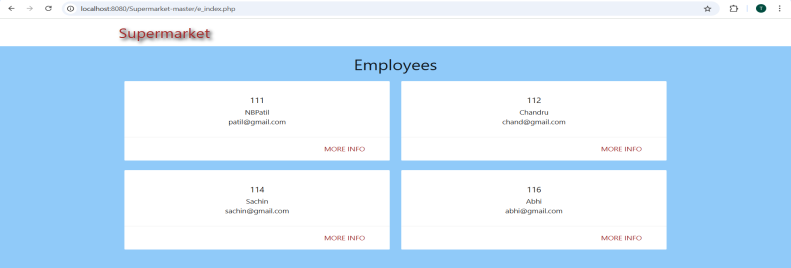 localhost:8080/Supermarket-master/e_index.php
Supermarket
Employees
111
NBPatil
patil@gmail.com
MORE INFO
112
Chandru
chand@gmail.com
MORE INFO
114
Sachin
sachin@gmail.com
MORE INFO
116
Abhi
abhi@gmail.com
MORE INFO